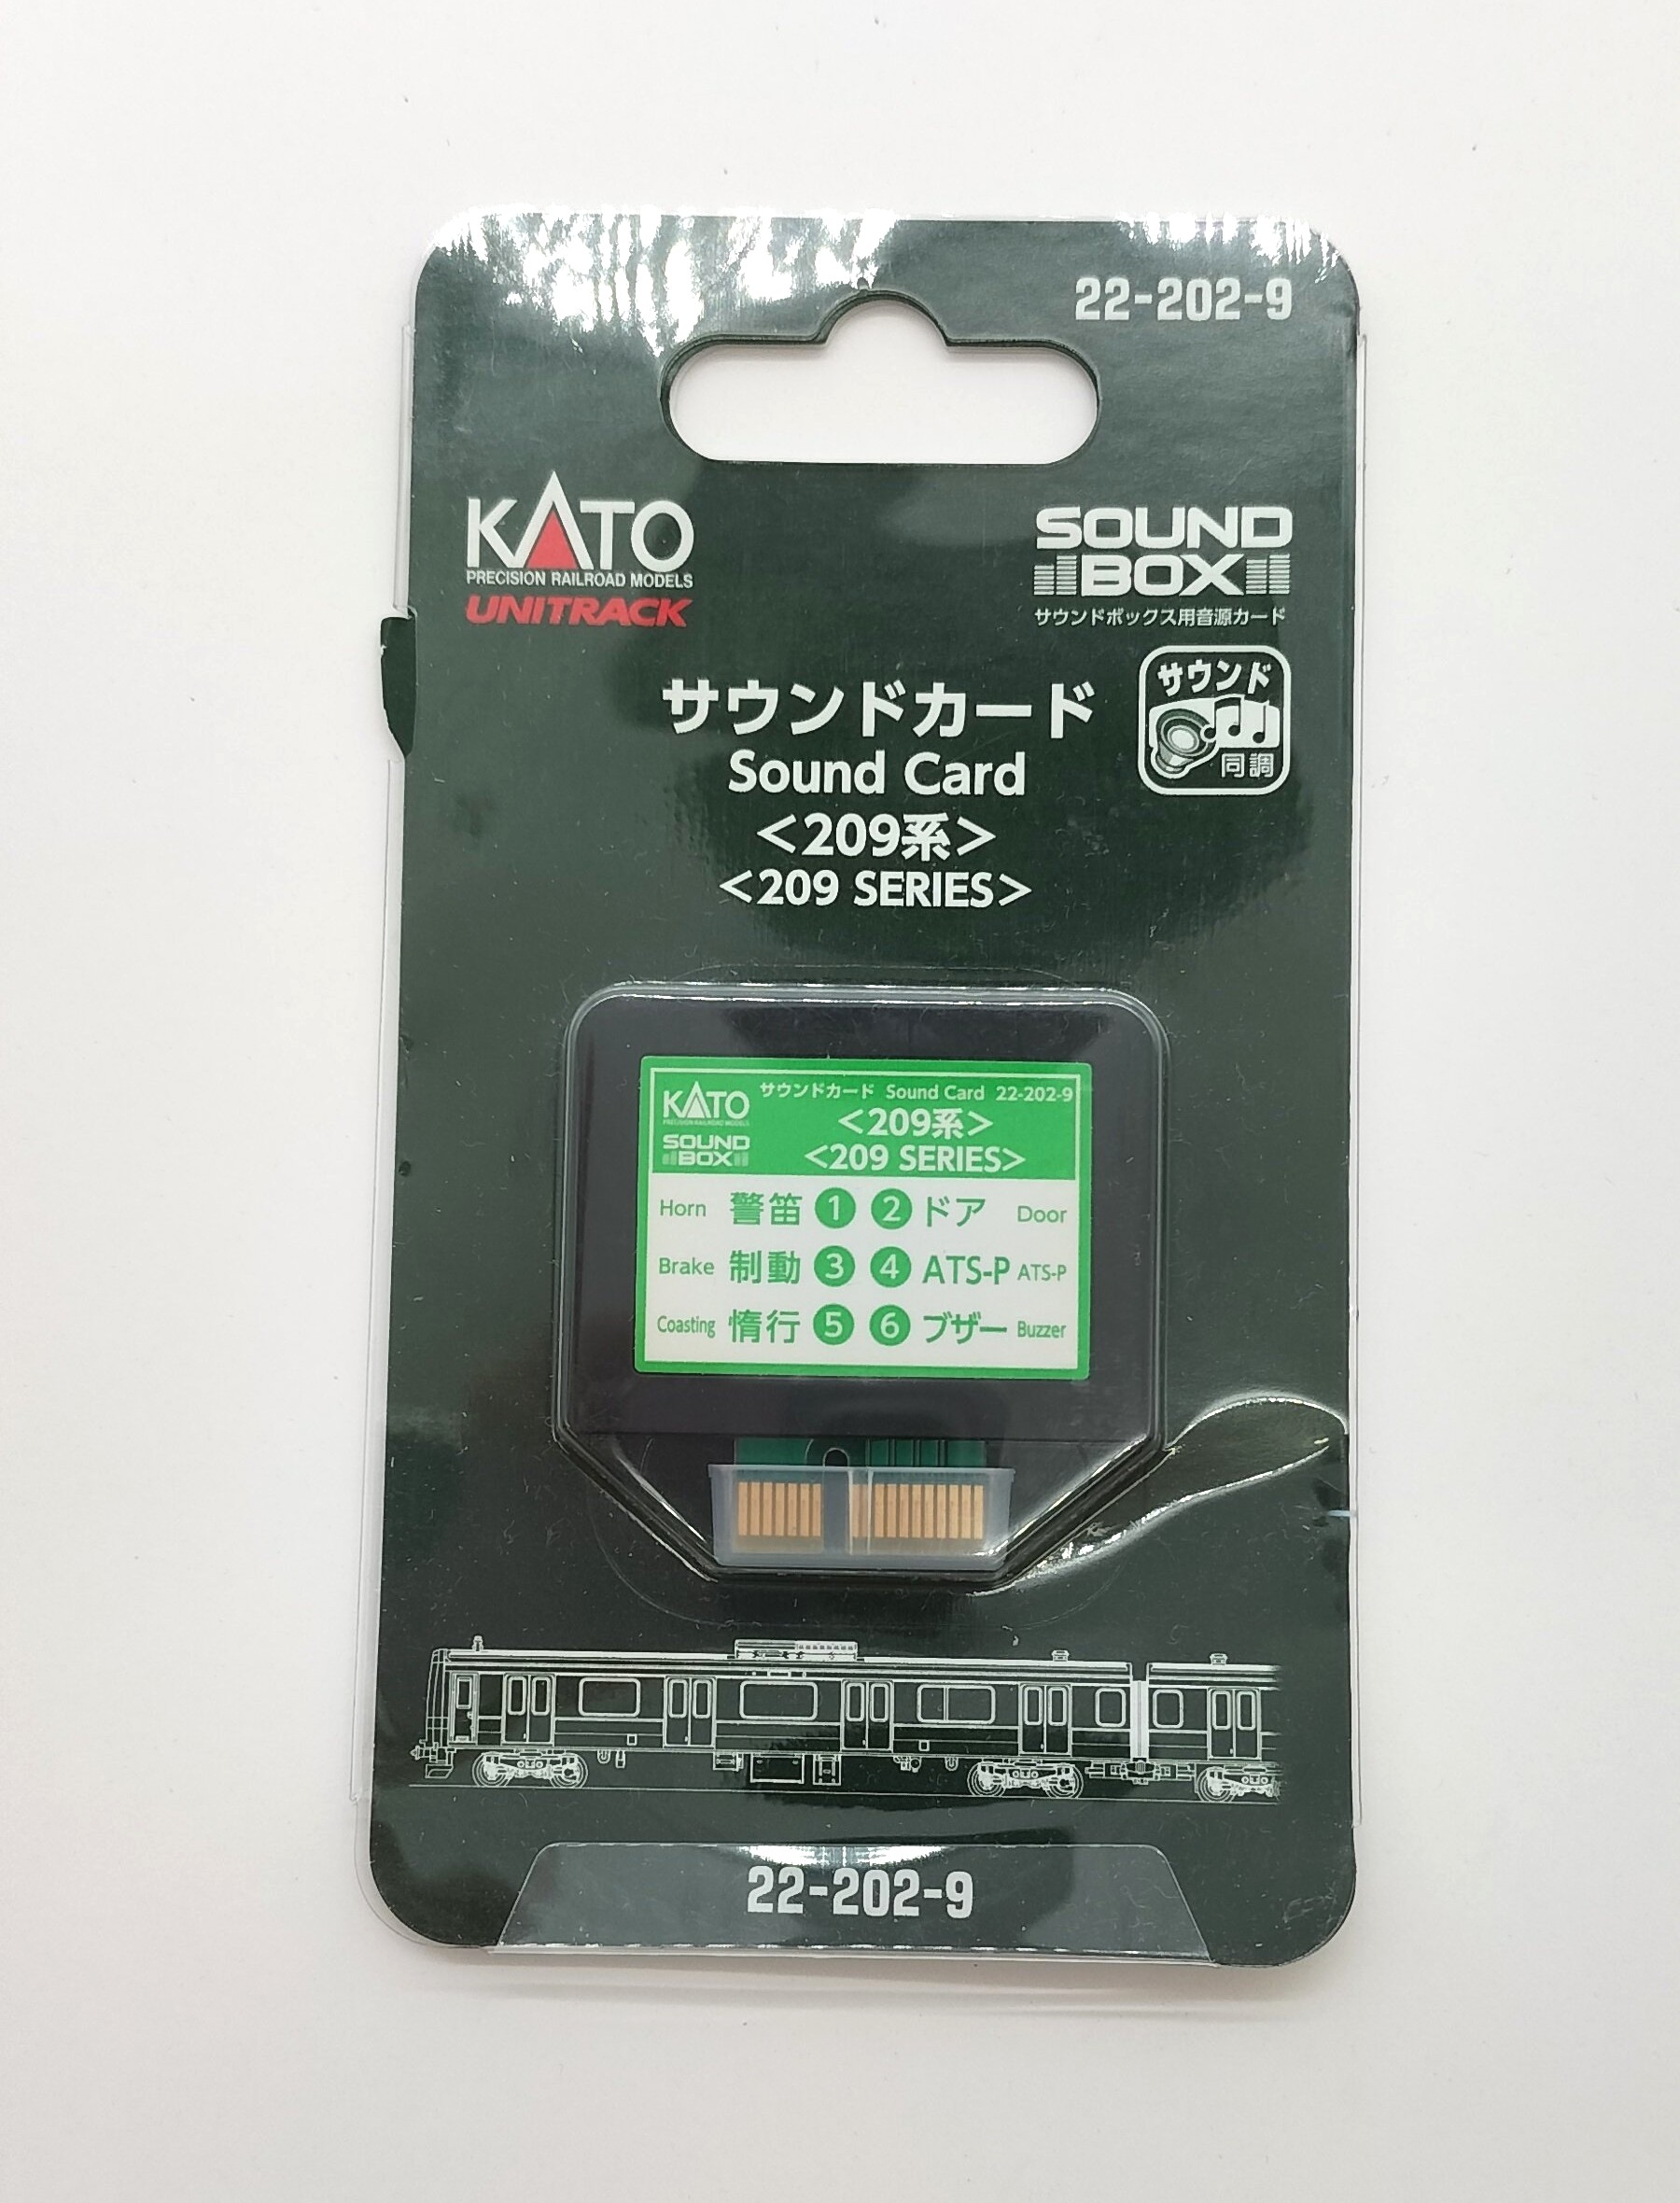 22-202-9
KATO
PRECISION RAILROAD MODELS
UNITRACK
SOUND
BOX
サウンドボックス用音源カード
サウンド
同調
サウンドカード
Sound Card
<209系>
<209 SERIES>
KATO
PRECISION RAILROAD MODELS
SOUND
BOX
サウンドカード Sound Card 22-202-9
<209系>
<209 SERIES>
Horn 警笛 1 2 ドア Door
Brake 制動 3 4 ATS-P ATS-P
Coasting 惰行 5 6 ブザー Buzzer
22-202-9